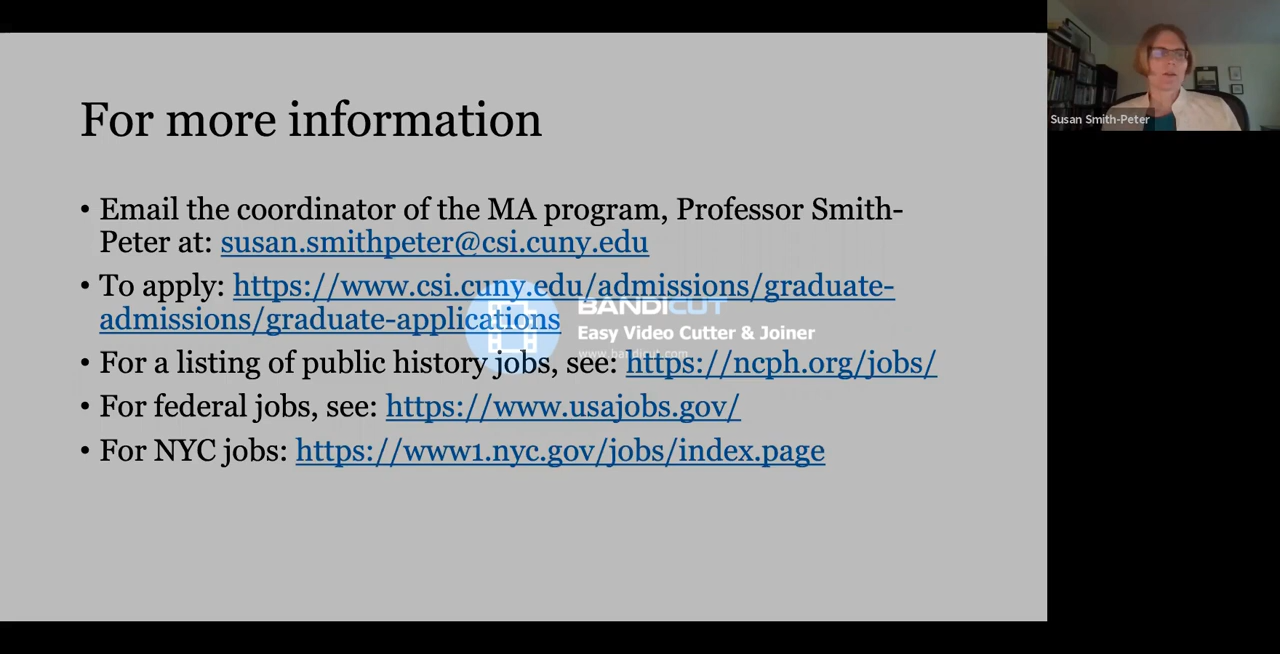 For more information
• Email the coordinator of the MA program, Professor Smith-
Peter at: susan.smithpeter@csi.cuny.edu
• To apply: https://www.csi.cuny.edu/admissions/graduate-
admissions/graduate-applications
• For a listing of public history jobs, see: https://ncph.org/jobs/
• For federal jobs, see: https://www.usajobs.gov/
• For NYC jobs: https://www1.nyc.gov/jobs/index.page
BANDICUT
Easy Video Cutter & Joiner
www.bandicut.com
Susan Smith-Peter